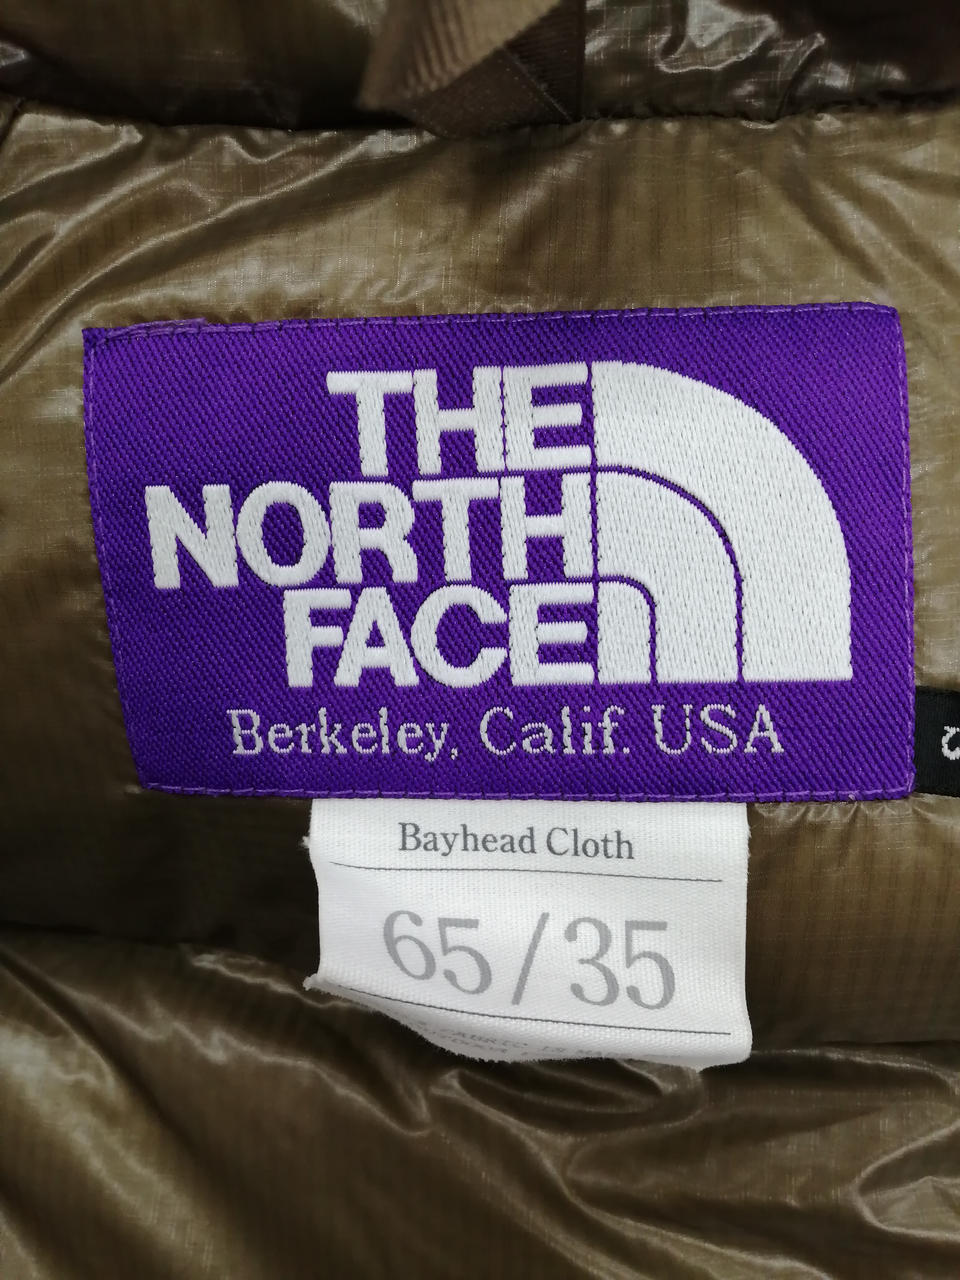 THE
NORTH
FACE
Berkeley, Calif. USA
Bayhead Cloth
65/35